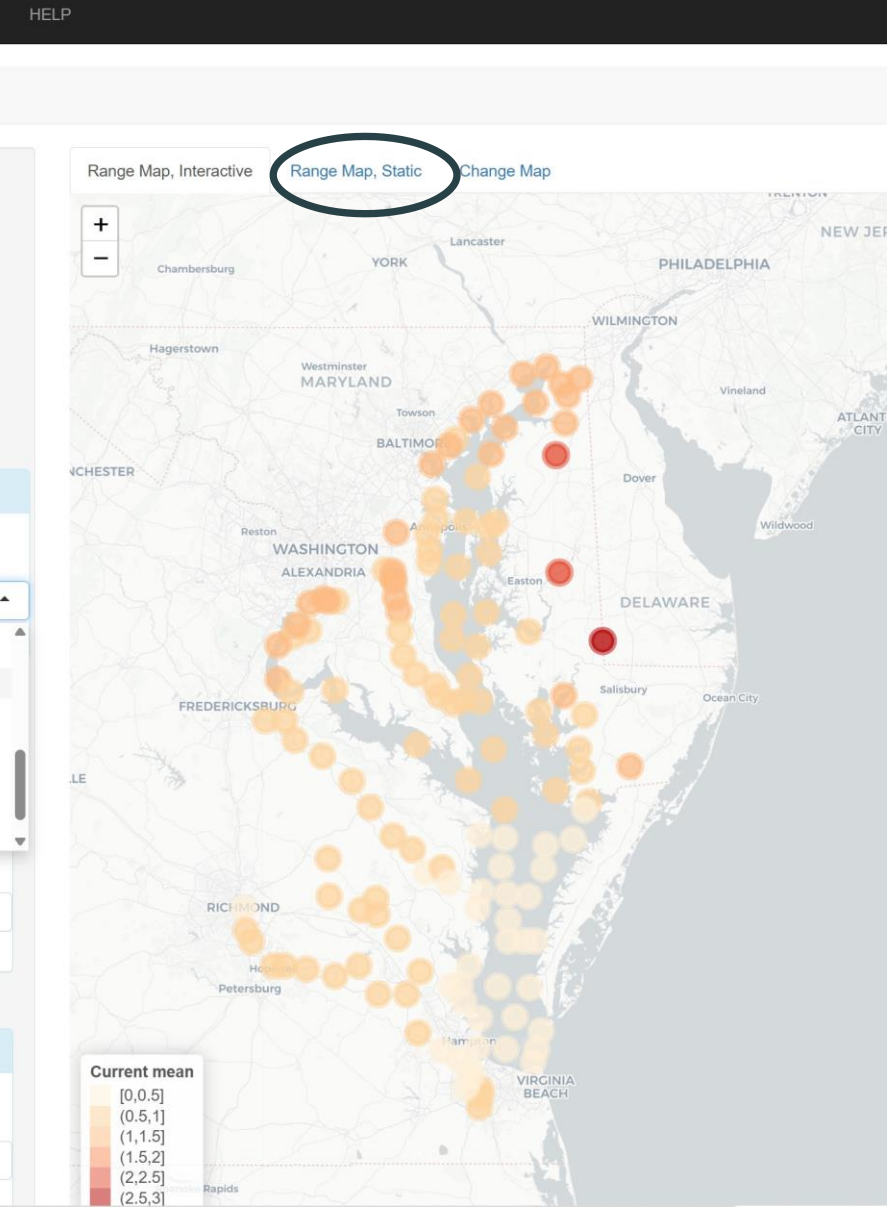 HELP
Range Map, Interactive
Range Map, Static
Change Map
+
−
TRENTON
NEW JER
Lancaster
YORK
PHILADELPHIA
Chambersburg
WILMINGTON
Hagerstown
Westminster
MARYLAND
Vineland
Towson
ATLANT
CITY
BALTIMOR
NCHESTER
Dover
Wildwood
Annapolis
Reston
WASHINGTON
ALEXANDRIA
Easton
DELAWARE
Salisbury
Ocean City
FREDERICKSBURG
LE
RICHMOND
Petersburg
Hampton
VIRGINIA
BEACH
Current mean
[0,0.5]
(0.5,1]
(1,1.5]
(1.5,2]
(2,2.5]
(2.5,3]
Rapids